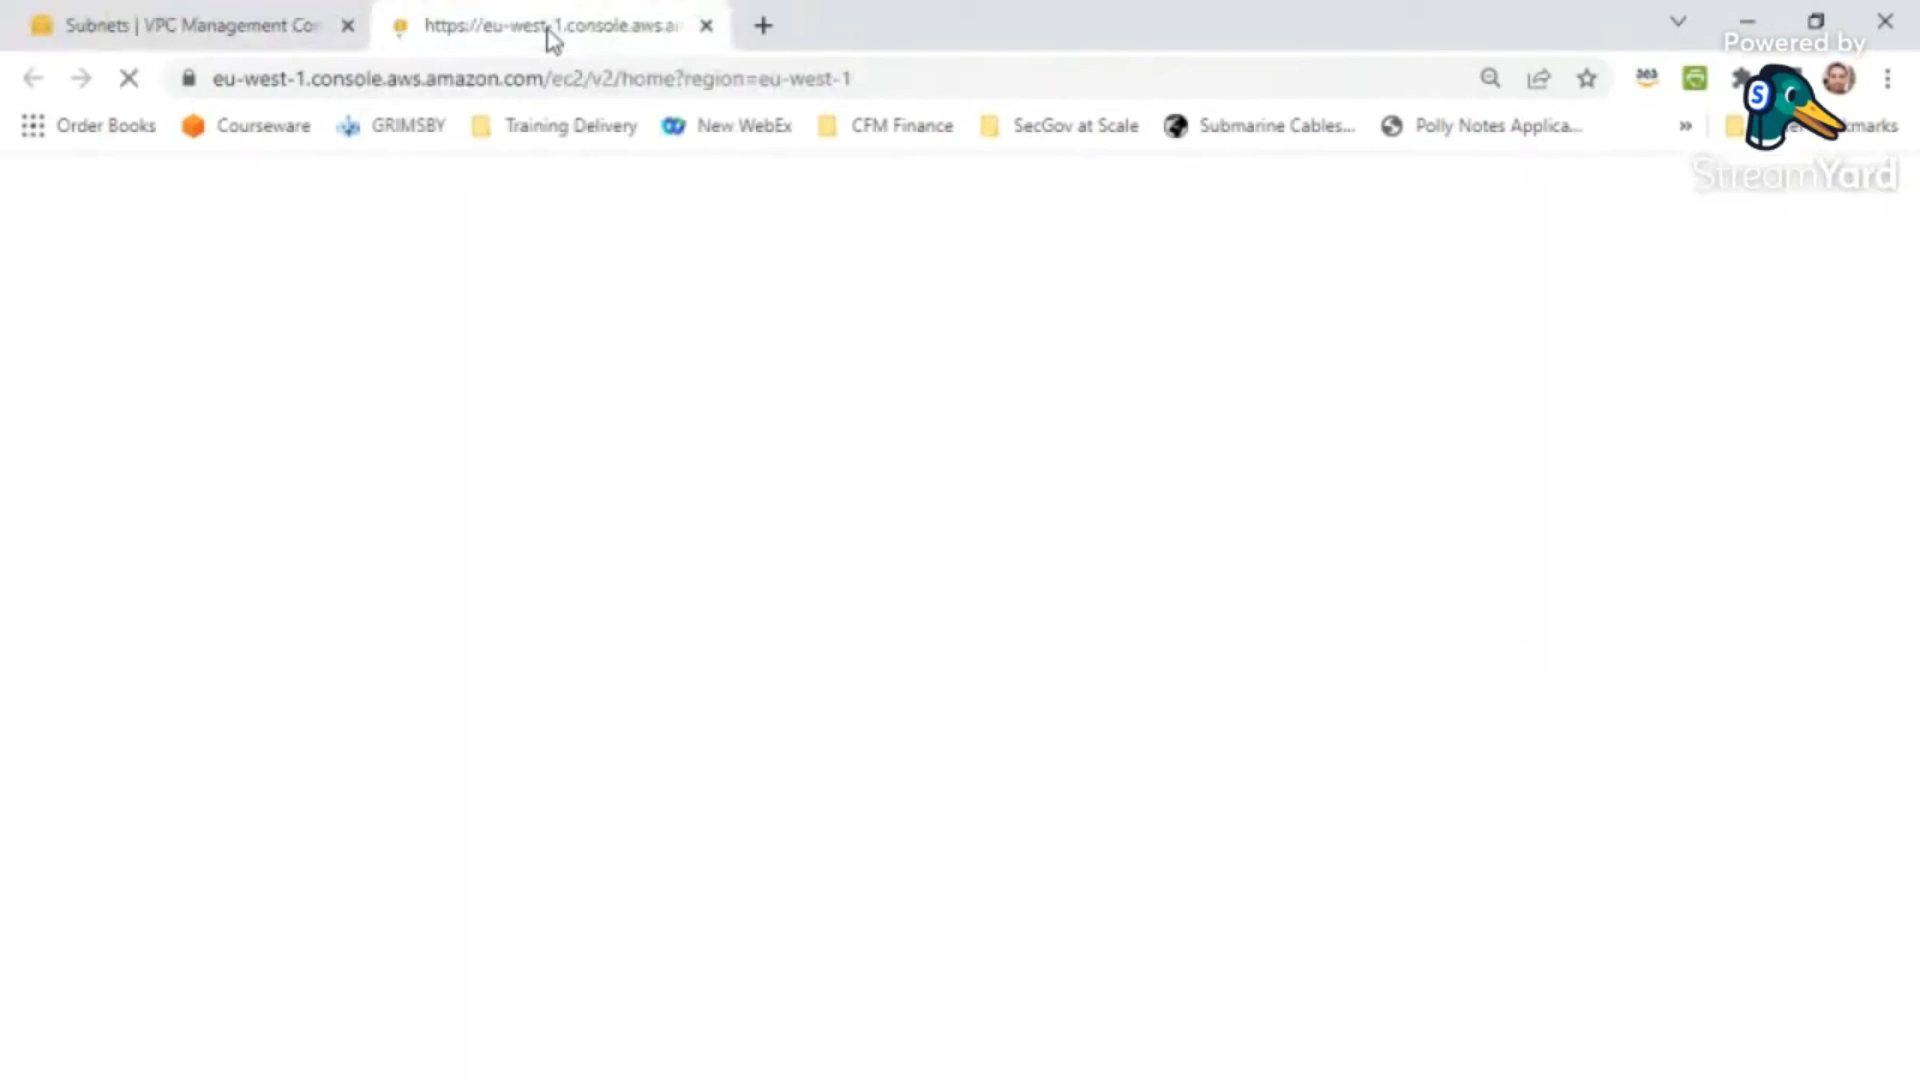 Subnets | VPC Management Co
https://eu-west-1.console.aws.a
Powered by
eu-west-1.console.aws.amazon.com/ec2/v2/home?region=eu-west-1
Order Books
Courseware
GRIMSBY
Training Delivery
New WebEx
CFM Finance
SecGov at Scale
Submarine Cables...
Polly Notes Applica...
»
kmarks
StreamYard